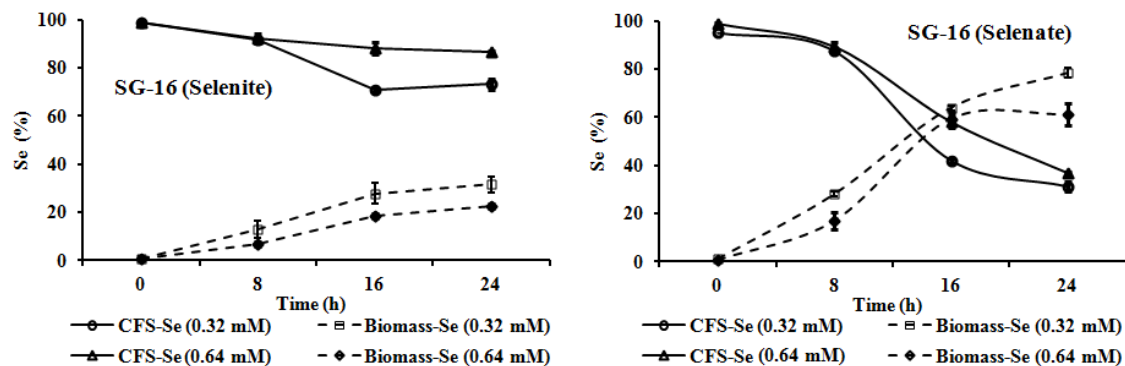 100
80
60
40
20
0
Se (%)
SG-16 (Selenite)
0 8 16 24
Time (h)
CFS-Se (0.32 mM) Biomass-Se (0.32 mM)
CFS-Se (0.64 mM) Biomass-Se (0.64 mM)
100
80
60
40
20
0
Se (%)
SG-16 (Selenate)
0 8 16 24
Time (h)
CFS-Se (0.32 mM) Biomass-Se (0.32 mM)
CFS-Se (0.64 mM) Biomass-Se (0.64 mM)